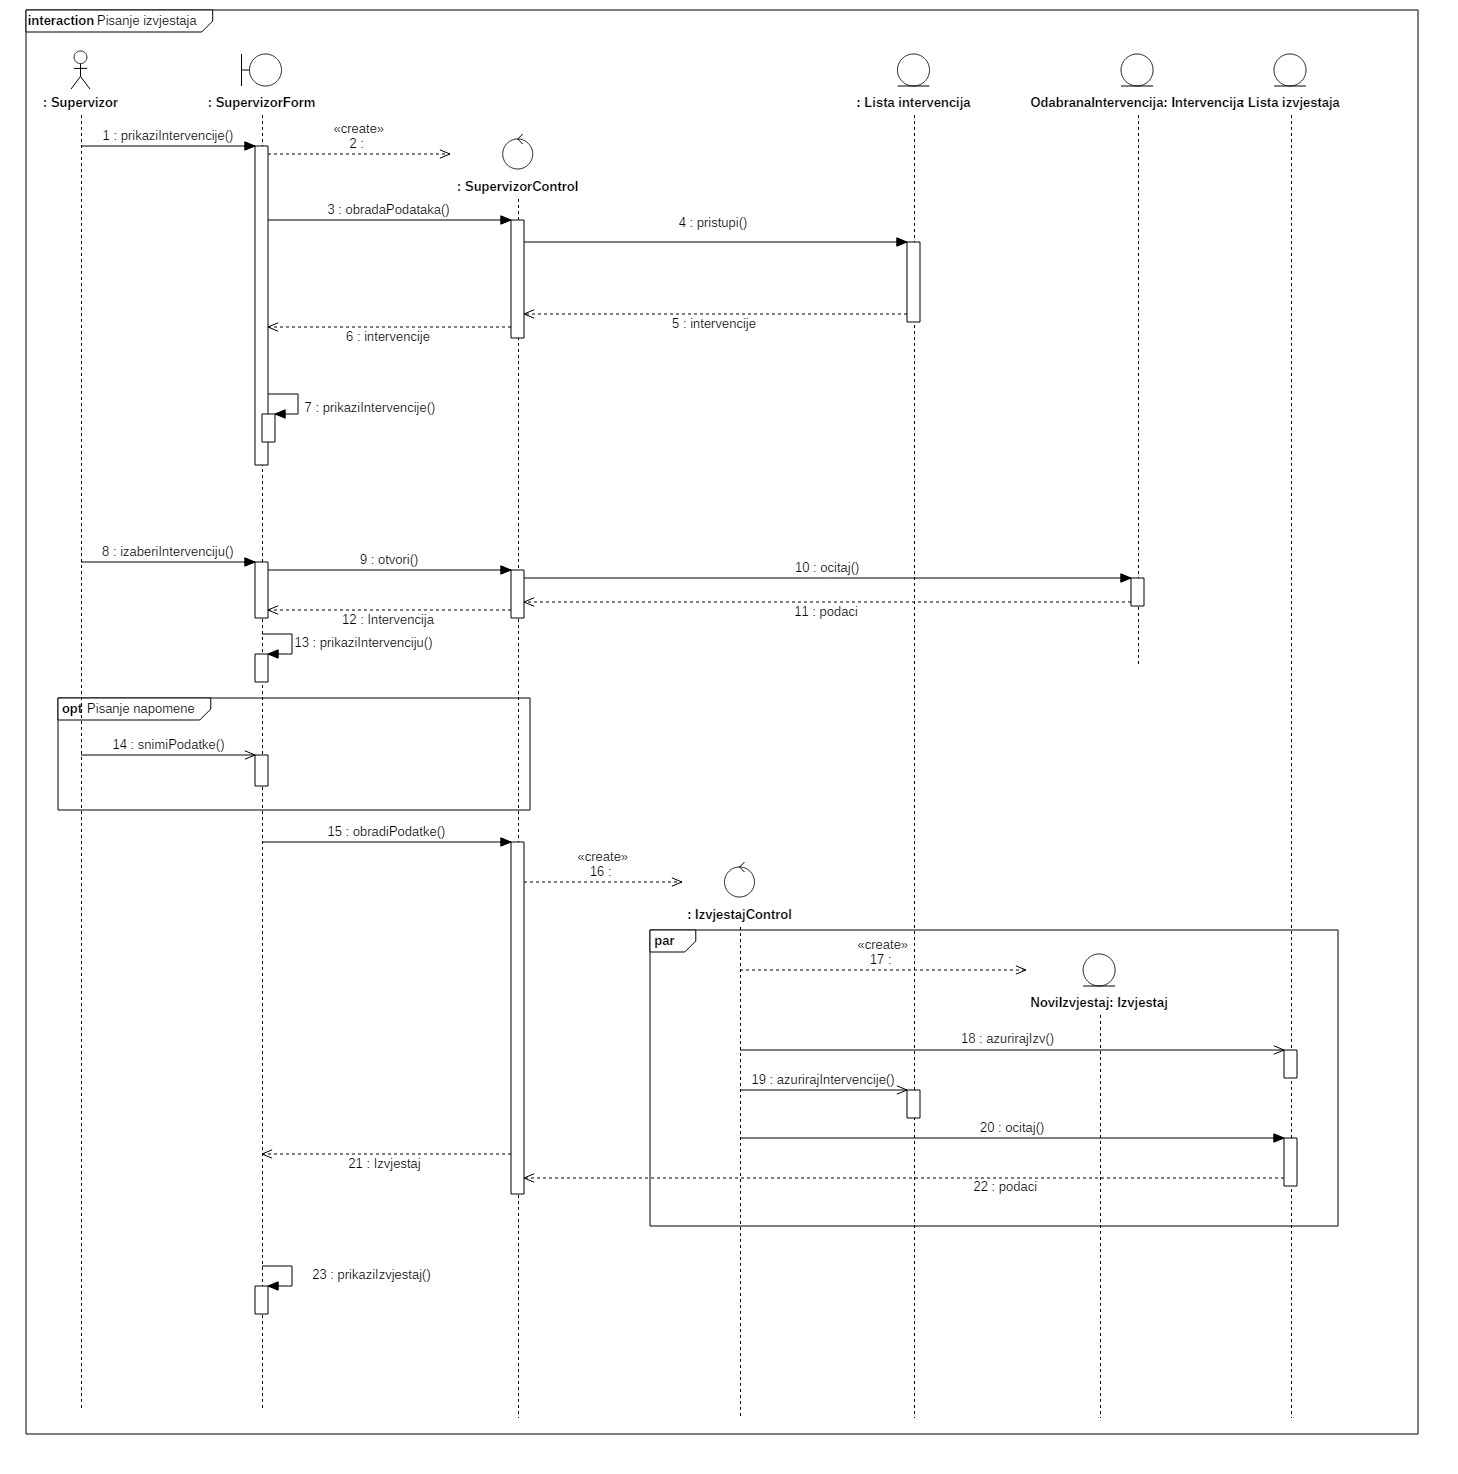 interaction Pisanje izvjestaja
: Supervizor
: SupervizorForm
: Lista intervencija
OdabranaIntervencija: Intervencija
: Lista izvjestaja
1 : prikaziIntervencije()
«create»
2 :
: SupervizorControl
3 : obradaPodataka()
4 : pristupi()
5 : intervencije
6 : intervencije
7 : prikaziIntervencije()
8 : izaberiIntervenciju()
9 : otvori()
10 : ocitaj()
11 : podaci
12 : Intervencija
13 : prikaziIntervenciju()
opt Pisanje napomene
14 : snimiPodatke()
15 : obradiPodatke()
«create»
16 :
: IzvjestajControl
par
«create»
17 :
NoviIzvjestaj: Izvjestaj
18 : azurirajIzv()
19 : azurirajIntervencije()
20 : ocitaj()
21 : Izvjestaj
22 : podaci
23 : prikaziIzvjestaj()